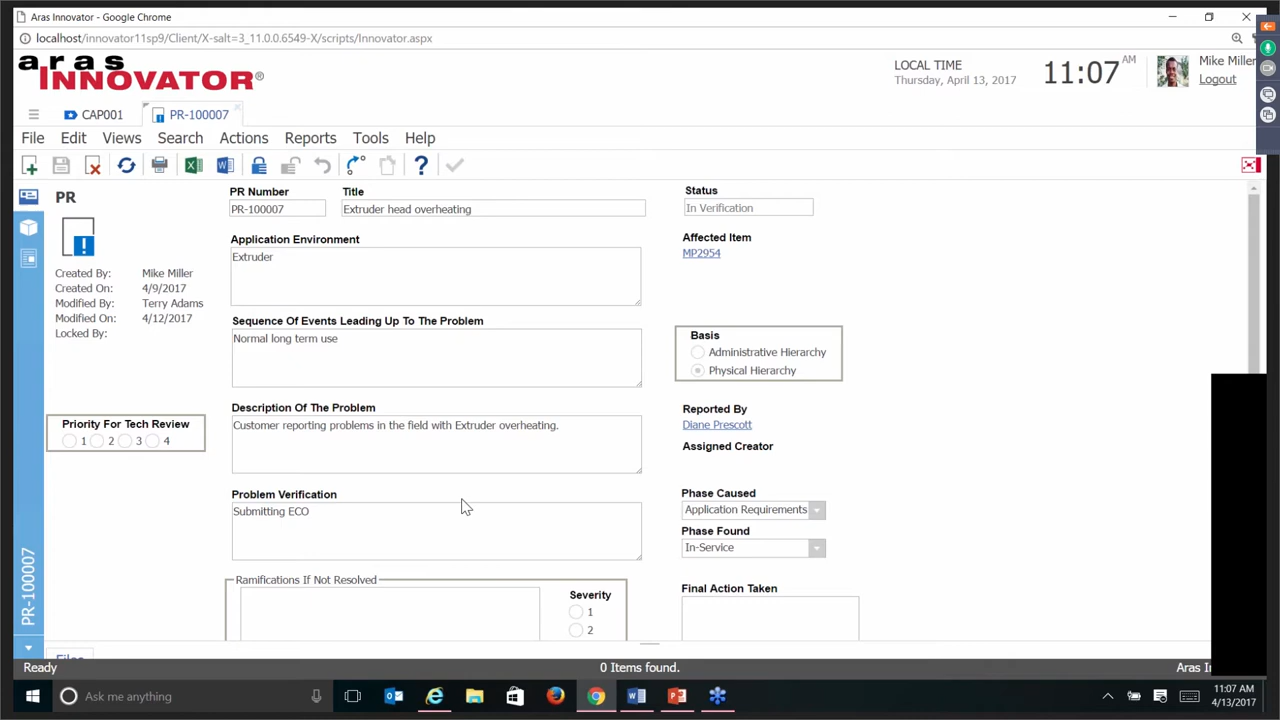 Aras Innovator - Google Chrome
localhost/innovator11sp9/Client/X-salt=3_11.0.0.6549-X/scripts/Innovator.aspx
aras
INNOVATOR®
LOCAL TIME
Thursday, April 13, 2017
11:07 AM
Mike Miller
Logout
CAP001
PR-100007
File Edit Views Search Actions Reports Tools Help
PR
PR Number
PR-100007
Title
Extruder head overheating
Status
In Verification
Application Environment
Extruder
Affected Item
MP2954
Created By: Mike Miller
Created On: 4/9/2017
Modified By: Terry Adams
Modified On: 4/12/2017
Locked By:
Sequence Of Events Leading Up To The Problem
Normal long term use
Basis
Administrative Hierarchy
Physical Hierarchy
Priority For Tech Review
1 2 3 4
Description Of The Problem
Customer reporting problems in the field with Extruder overheating.
Reported By
Diane Prescott
Assigned Creator
Problem Verification
Submitting ECO
Phase Caused
Application Requirements
Phase Found
In-Service
Ramifications If Not Resolved
Severity
1
2
Final Action Taken
PR-100007
Files
Ready
0 Items found.
Aras In
Ask me anything
11:07 AM
4/13/2017